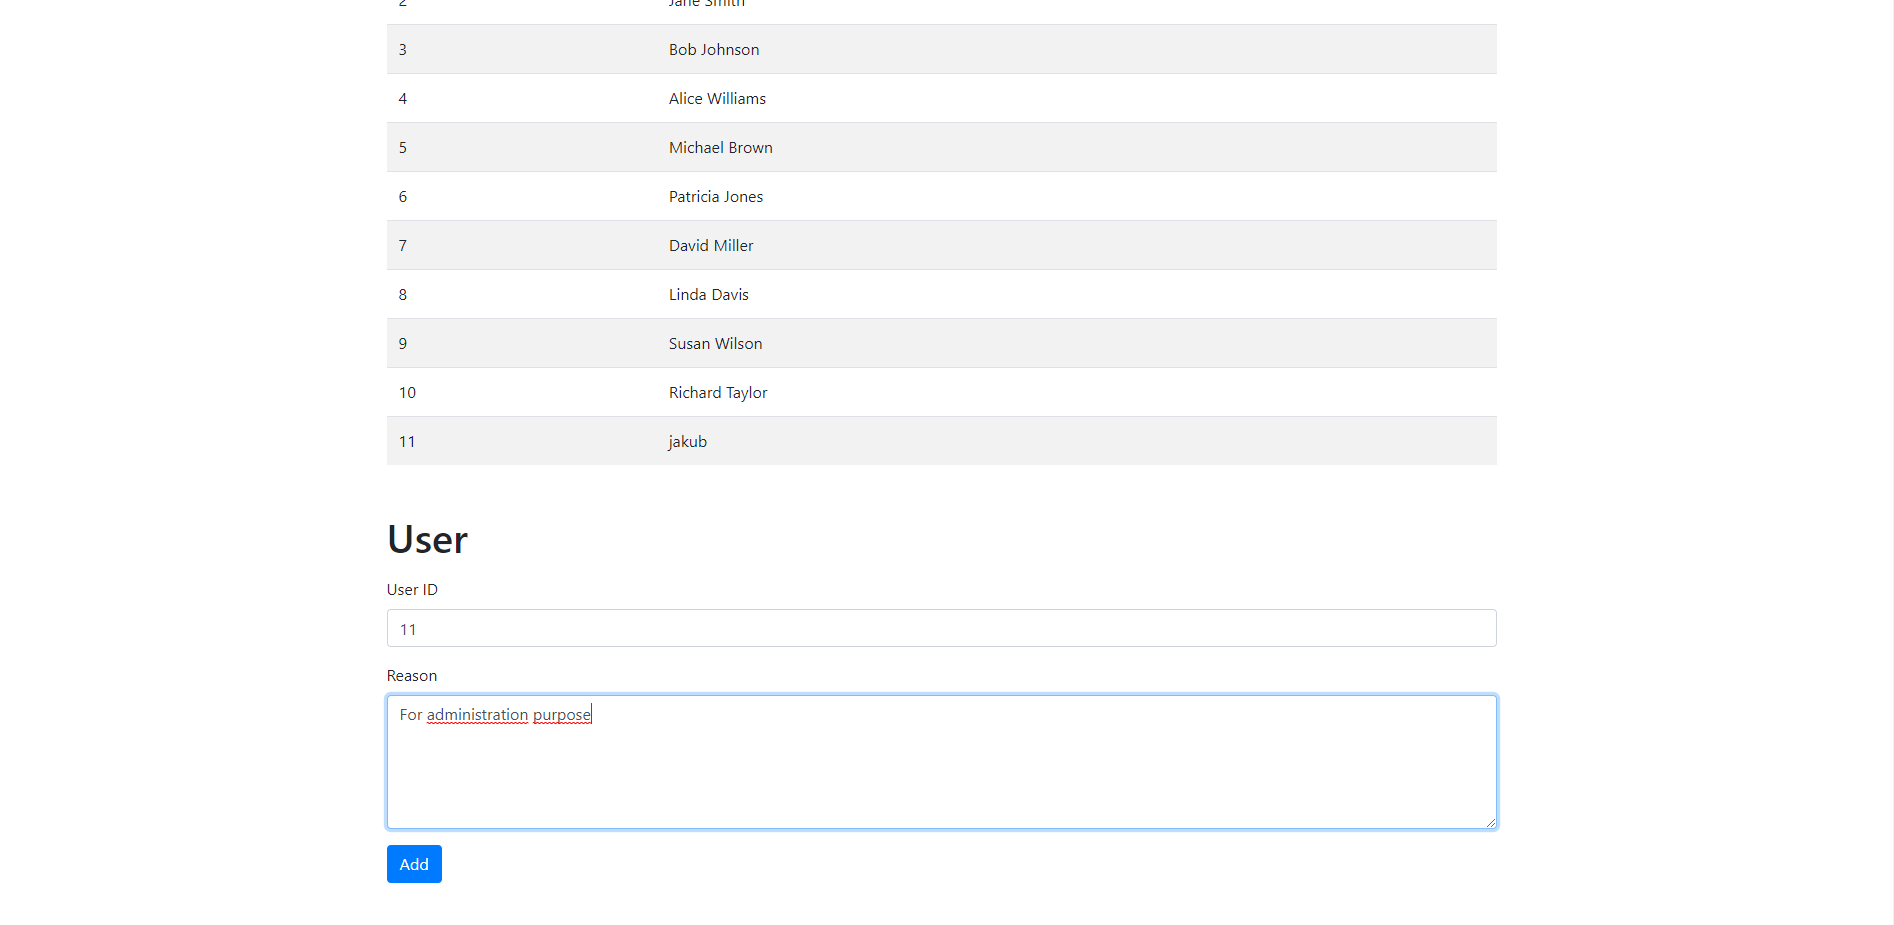 2 Jane Smith
3 Bob Johnson
4 Alice Williams
5 Michael Brown
6 Patricia Jones
7 David Miller
8 Linda Davis
9 Susan Wilson
10 Richard Taylor
11 jakub
User
User ID
11
Reason
For administration purpose
Add